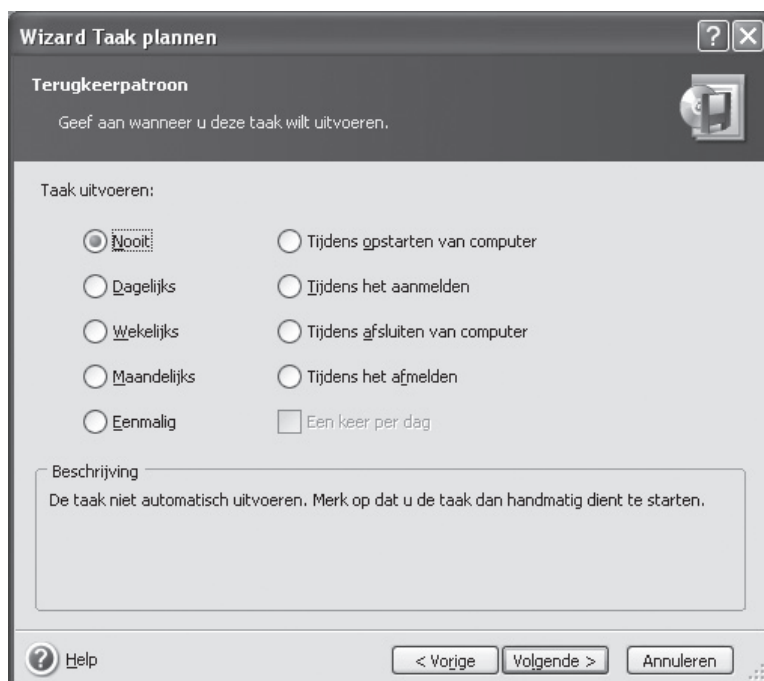 Wizard Taak plannen
Terugkeerpatroon
Geef aan wanneer u deze taak wilt uitvoeren.
Taak uitvoeren:
Nooit
Tijdens opstarten van computer
Dagelijks
Tijdens het aanmelden
Wekelijks
Tijdens afsluiten van computer
Maandelijks
Tijdens het afmelden
Eenmalig
Een keer per dag
Beschrijving
De taak niet automatisch uitvoeren. Merk op dat u de taak dan handmatig dient te starten.
Help
< Vorige
Volgende >
Annuleren